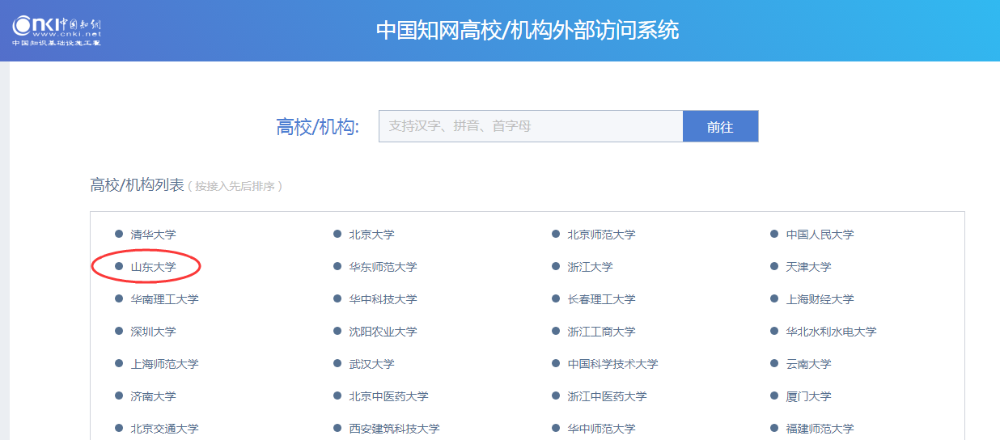 cnki中国知网
www.cnki.net
中国知识基础设施工程
中国知网高校/机构外部访问系统
高校/机构: 支持汉字、拼音、首字母 前往
高校/机构列表（按接入先后排序）
清华大学 北京大学 北京师范大学 中国人民大学
山东大学 华东师范大学 浙江大学 天津大学
华南理工大学 华中科技大学 长春理工大学 上海财经大学
深圳大学 沈阳农业大学 浙江工商大学 华北水利水电大学
上海师范大学 武汉大学 中国科学技术大学 云南大学
济南大学 北京中医药大学 浙江中医药大学 厦门大学
北京交通大学 西安建筑科技大学 华中师范大学 福建师范大学